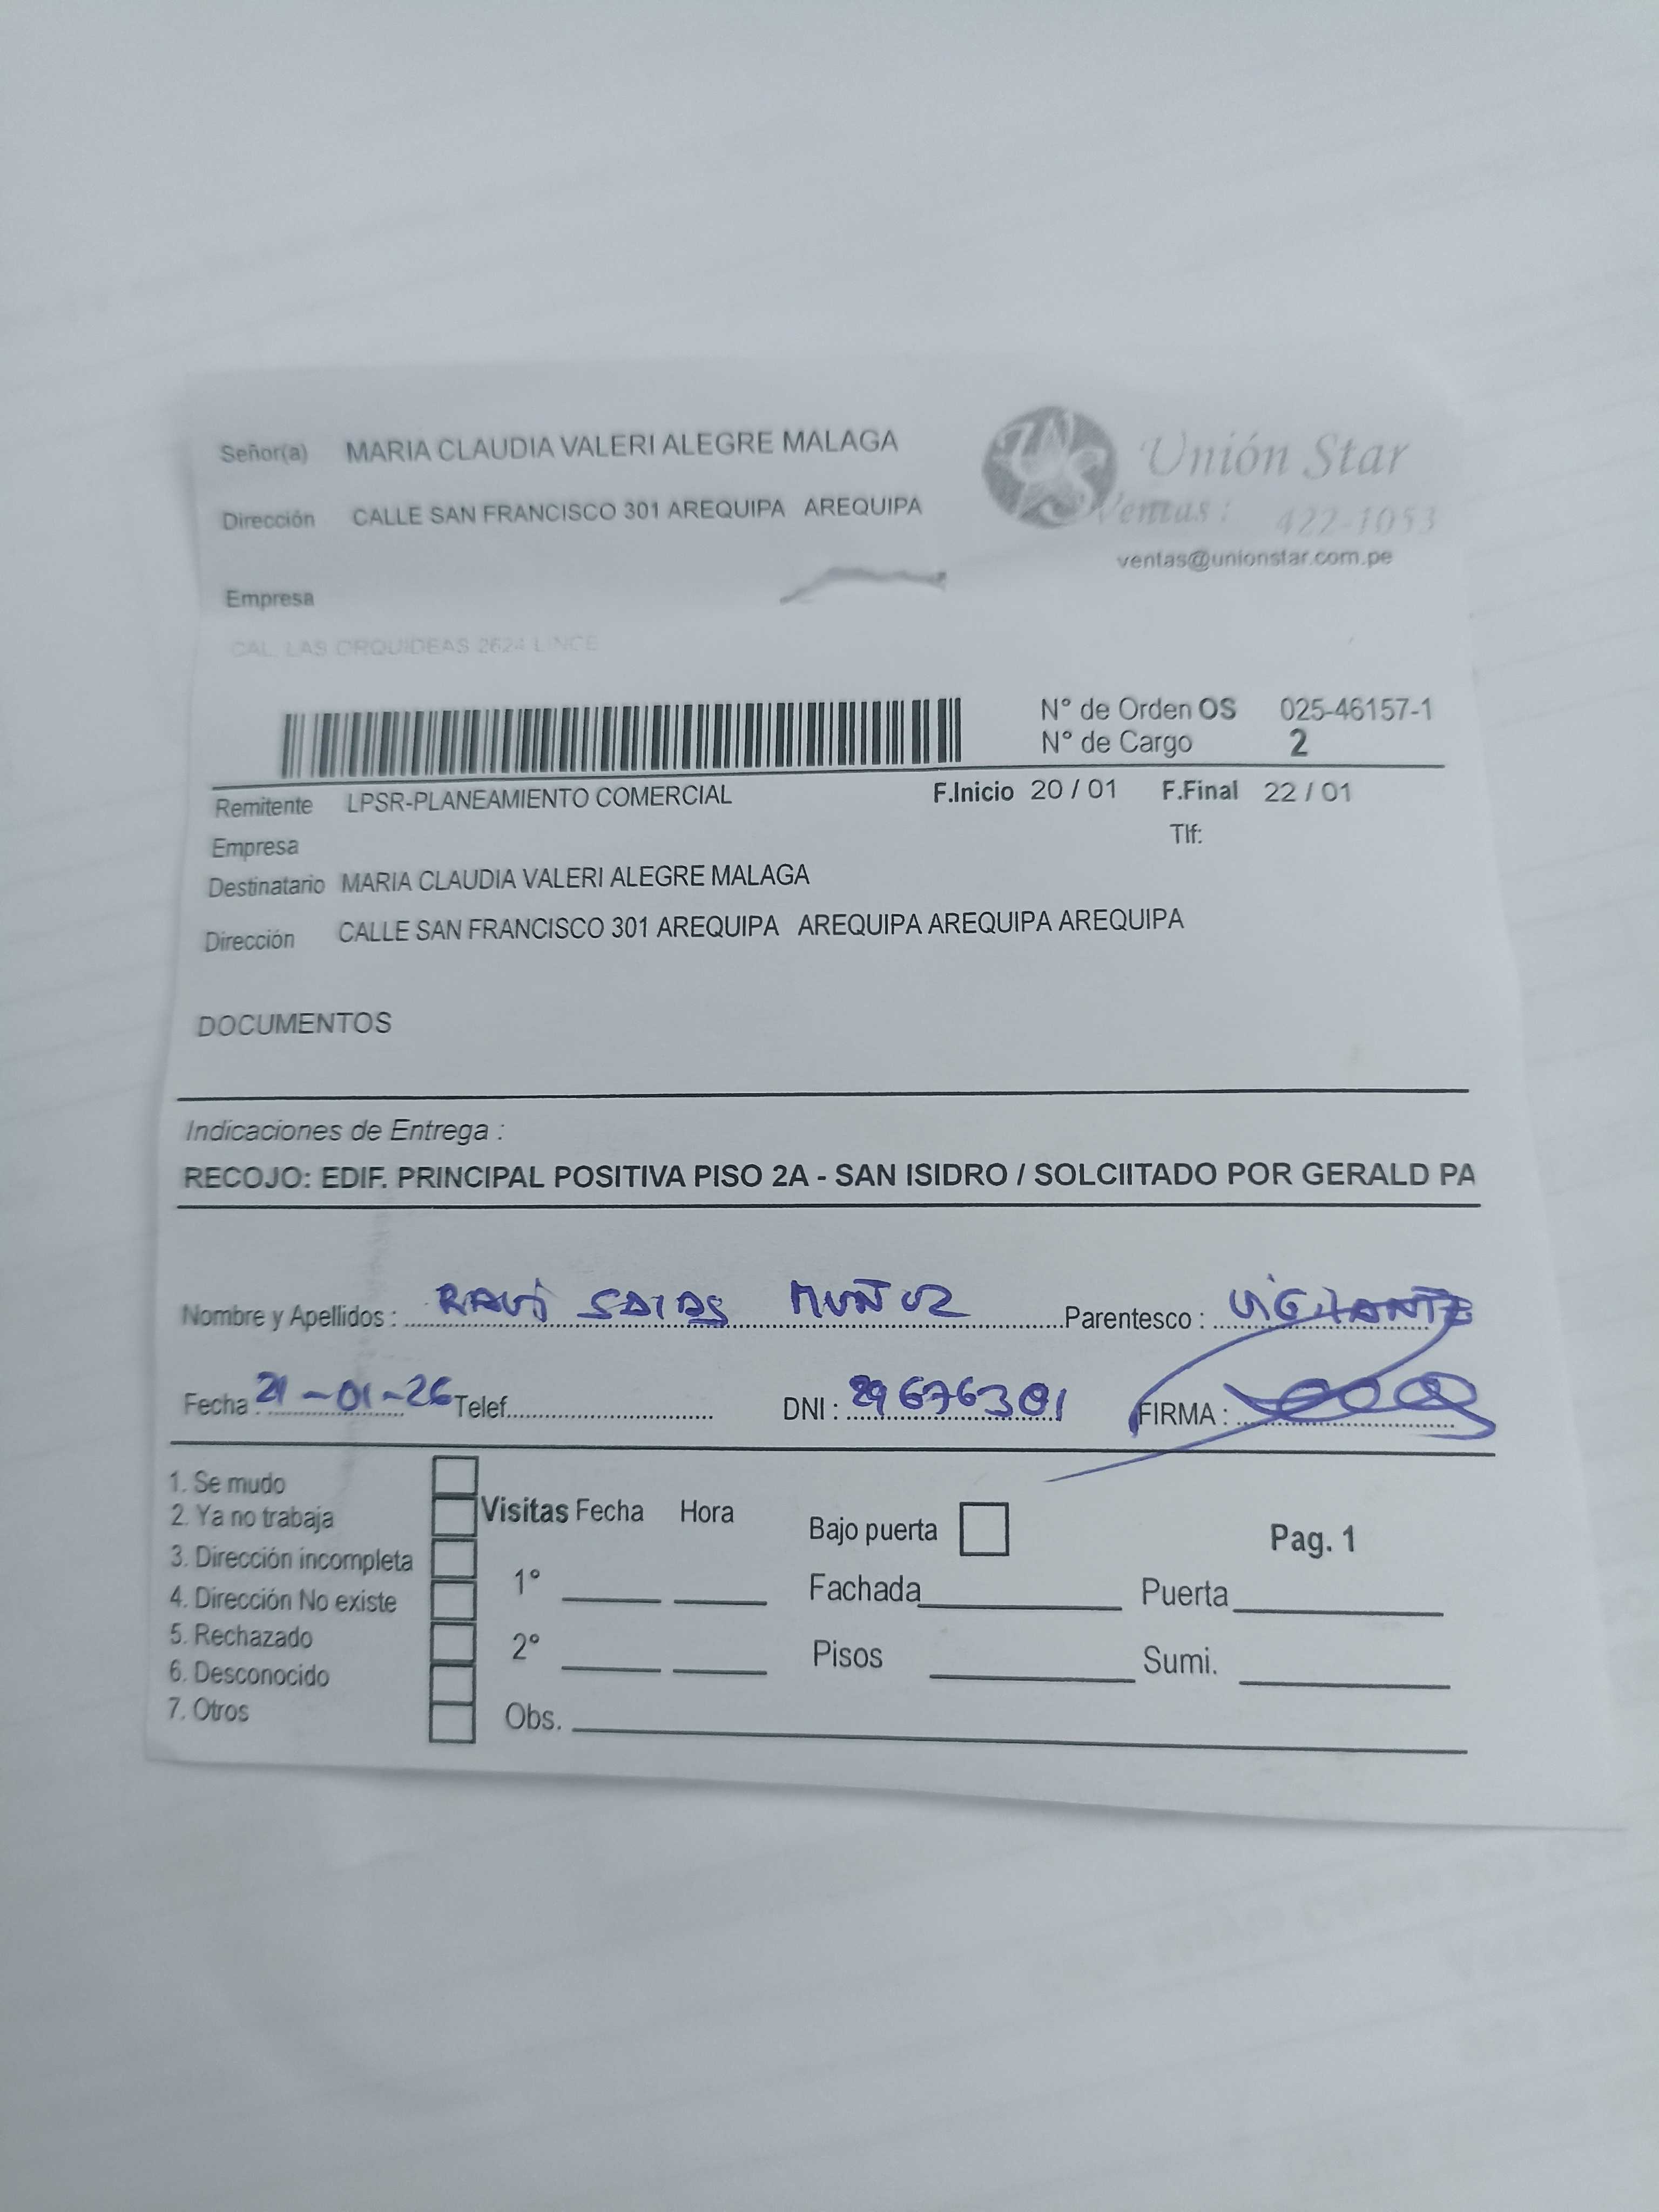 Señor(a) MARIA CLAUDIA VALERI ALEGRE MALAGA
Unión Star
Dirección CALLE SAN FRANCISCO 301 AREQUIPA AREQUIPA
Ventas: 422-1053
ventas@unionstar.com.pe
Empresa
CAL. LAS ORQUIDEAS 2624 LINCE
N° de Orden OS 025-46157-1
N° de Cargo 2
Remitente LPSR-PLANEAMIENTO COMERCIAL F.Inicio 20 / 01 F.Final 22 / 01
Empresa Tlf:
Destinatario MARIA CLAUDIA VALERI ALEGRE MALAGA
Dirección CALLE SAN FRANCISCO 301 AREQUIPA AREQUIPA AREQUIPA AREQUIPA
DOCUMENTOS
Indicaciones de Entrega :
RECOJO: EDIF. PRINCIPAL POSITIVA PISO 2A - SAN ISIDRO / SOLCIITADO POR GERALD PA
Nombre y Apellidos : MUÑOZ Parentesco : VIGILANTE
Fecha : 21-01-26 Telef. DNI : 29676301 FIRMA :
1. Se mudo
2. Ya no trabaja
3. Dirección incompleta
4. Dirección No existe
5. Rechazado
6. Desconocido
7. Otros
Visitas Fecha Hora
1°
2°
Obs.
Bajo puerta Pag. 1
Fachada Puerta
Pisos Sumi.